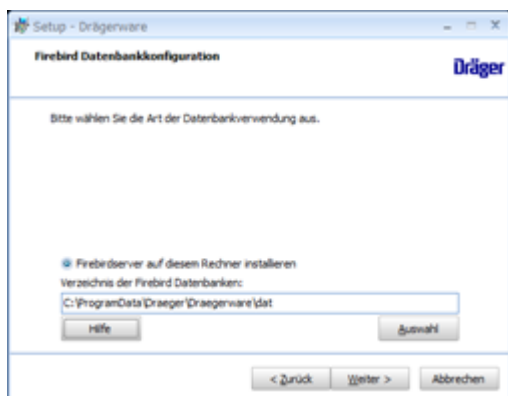 Setup - Drägerware
Firebird Datenbankkonfiguration
Dräger
Bitte wählen Sie die Art der Datenbankverwendung aus.
Firebirdserver auf diesem Rechner installieren
Verzeichnis der Firebird Datenbanken:
C:\ProgramData\Draeger\Draegerware\dat
Hilfe
Auswahl
< Zurück
Weiter >
Abbrechen